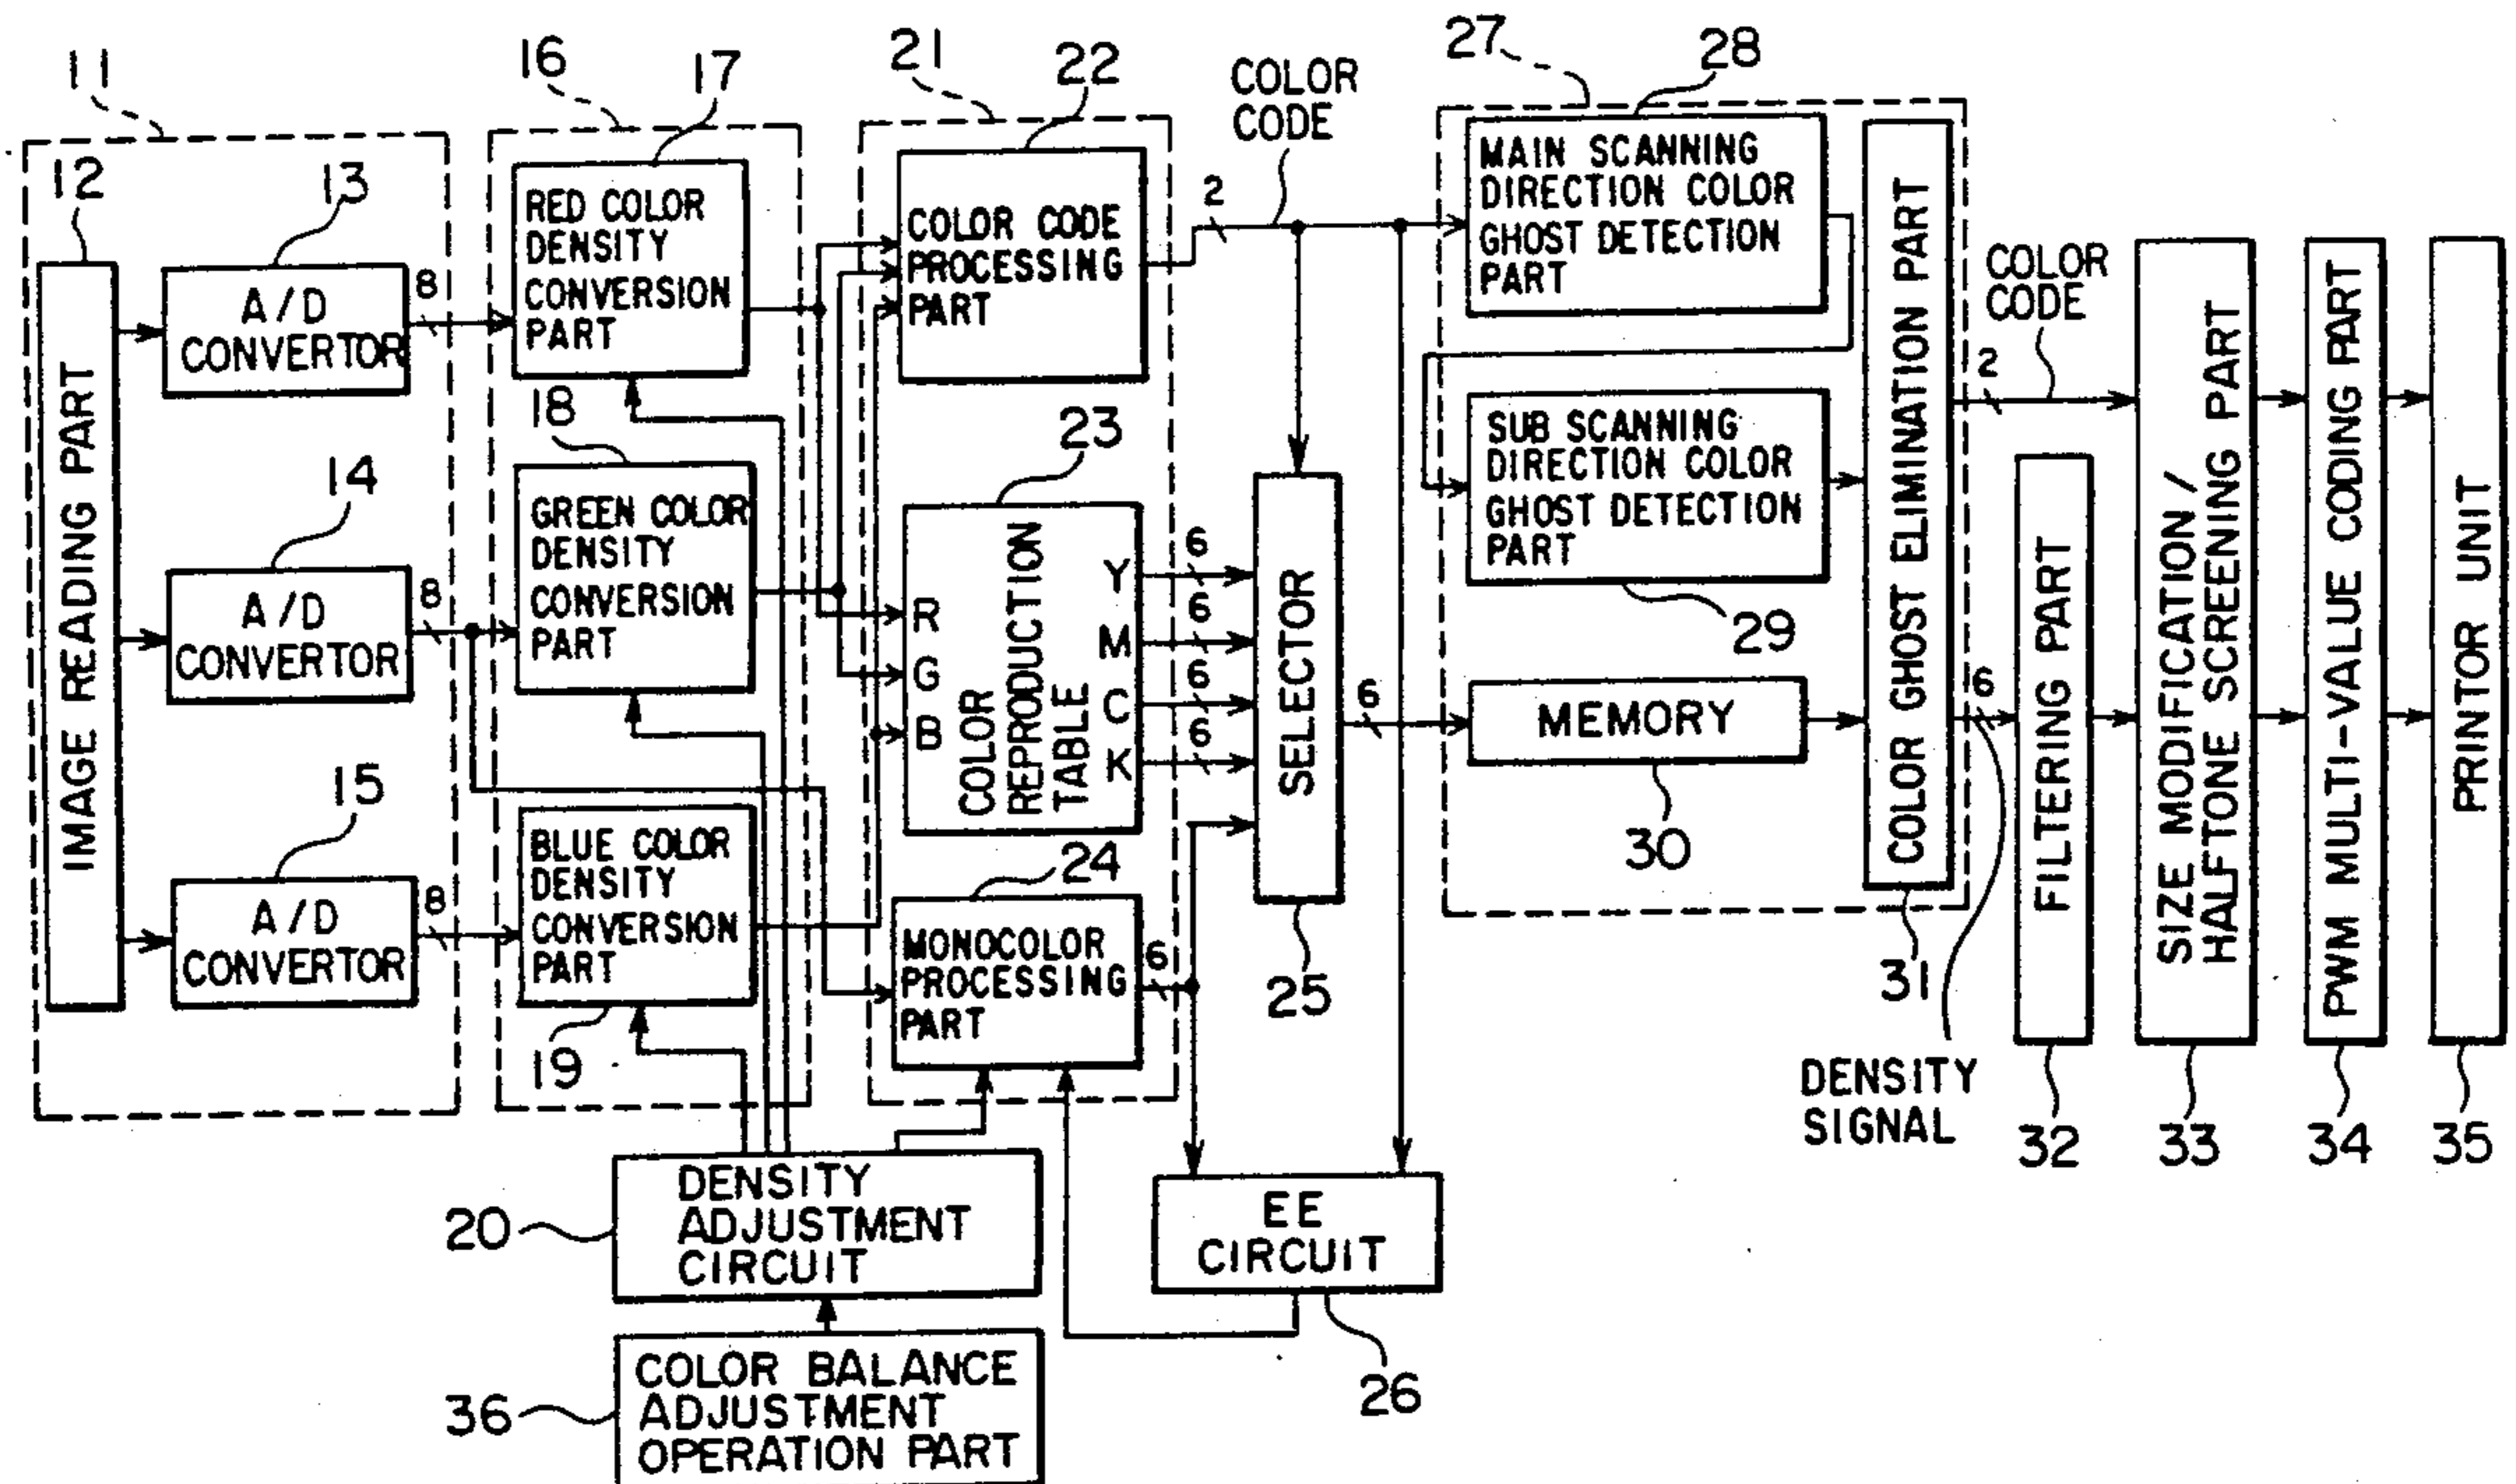 11
12
IMAGE READING PART
13
A/D
CONVERTOR
8
14
A/D
CONVERTOR
8
15
A/D
CONVERTOR
8
16
17
RED COLOR
DENSITY
CONVERSION
PART
18
GREEN COLOR
DENSITY
CONVERSION
PART
BLUE COLOR
DENSITY
CONVERSION
PART
19
20
DENSITY
ADJUSTMENT
CIRCUIT
36
COLOR BALANCE
ADJUSTMENT
OPERATION PART
21
22
COLOR CODE
PROCESSING
PART
23
R
G
B
COLOR
REPRODUCTION
TABLE
Y
M
C
K
6
6
6
6
24
MONOCOLOR
PROCESSING
PART
6
COLOR
CODE
2
SELECTOR
25
6
EE
CIRCUIT
26
27
28
MAIN SCANNING
DIRECTION COLOR
GHOST DETECTION
PART
SUB SCANNING
DIRECTION COLOR
GHOST DETECTION
PART
29
MEMORY
30
COLOR GHOST ELIMINATION PART
31
COLOR
CODE
2
6
DENSITY
SIGNAL
FILTERING PART
32
SIZE MODIFICATION/
HALFTONE SCREENING PART
33
PWM MULTI-VALUE CODING PART
34
PRINTOR UNIT
35